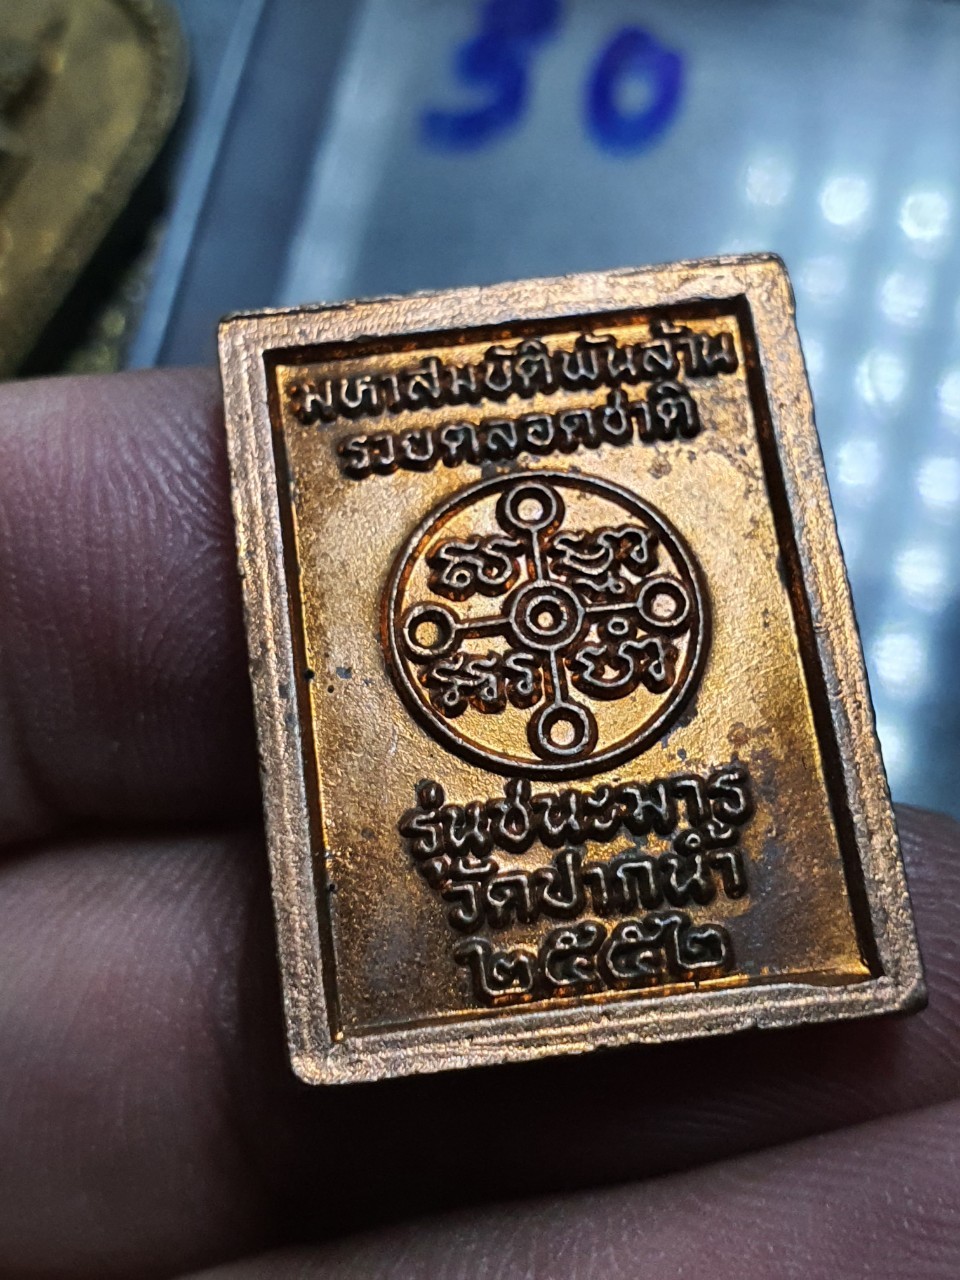 30
มหาสมบัติพันล้าน
รวยตลอดชาติ
รุ่นชนะมาร
วัดปากน้ำ
๒๕๕๒